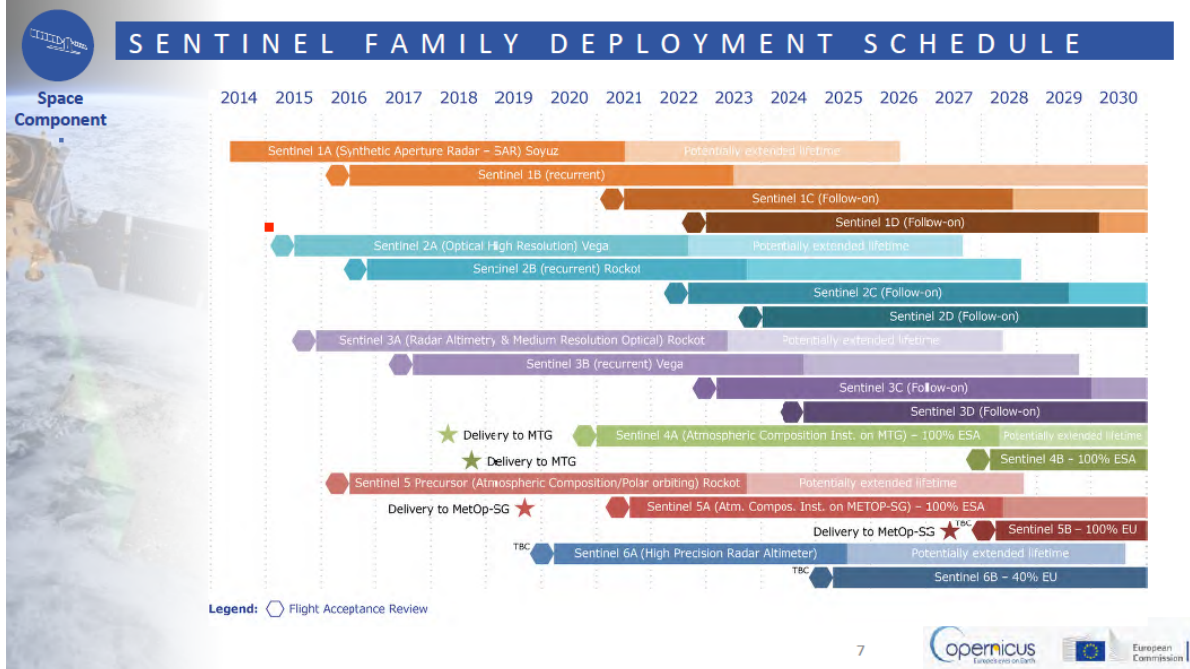 SENTINEL FAMILY DEPLOYMENT SCHEDULE
Space
Component
2014 2015 2016 2017 2018 2019 2020 2021 2022 2023 2024 2025 2026 2027 2028 2029 2030
Sentinel 1A (Synthetic Aperture Radar – SAR) Soyuz Potentially extended lifetime
Sentinel 1B (recurrent)
Sentinel 1C (Follow-on)
Sentinel 1D (Follow-on)
Sentinel 2A (Optical High Resolution) Vega Potentially extended lifetime
Sentinel 2B (recurrent) Rockot
Sentinel 2C (Follow-on)
Sentinel 2D (Follow-on)
Sentinel 3A (Radar Altimetry & Medium Resolution Optical) Rockot Potentially extended lifetime
Sentinel 3B (recurrent) Vega
Sentinel 3C (Follow-on)
Sentinel 3D (Follow-on)
Delivery to MTG Sentinel 4A (Atmospheric Composition Inst. on MTG) – 100% ESA Potentially extended lifetime
Delivery to MTG Sentinel 4B – 100% ESA
Sentinel 5 Precursor (Atmospheric Composition/Polar orbiting) Rockot Potentially extended lifetime
Delivery to MetOp-SG Sentinel 5A (Atm. Compos. Inst. on METOP-SG) – 100% ESA
Delivery to MetOp-SG TBC Sentinel 5B – 100% EU
TBC Sentinel 6A (High Precision Radar Altimeter) Potentially extended lifetime
TBC Sentinel 6B – 40% EU
Legend: Flight Acceptance Review
7
opernicus
Europe's eyes on Earth
European
Commission